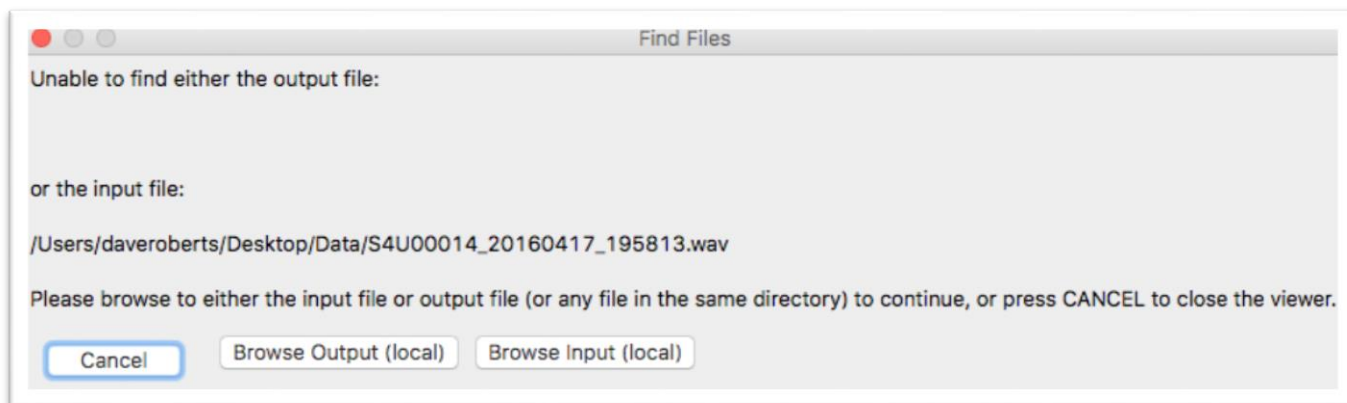 Find Files
Unable to find either the output file:
or the input file:
/Users/daveroberts/Desktop/Data/S4U00014_20160417_195813.wav
Please browse to either the input file or output file (or any file in the same directory) to continue, or press CANCEL to close the viewer.
Cancel Browse Output (local) Browse Input (local)